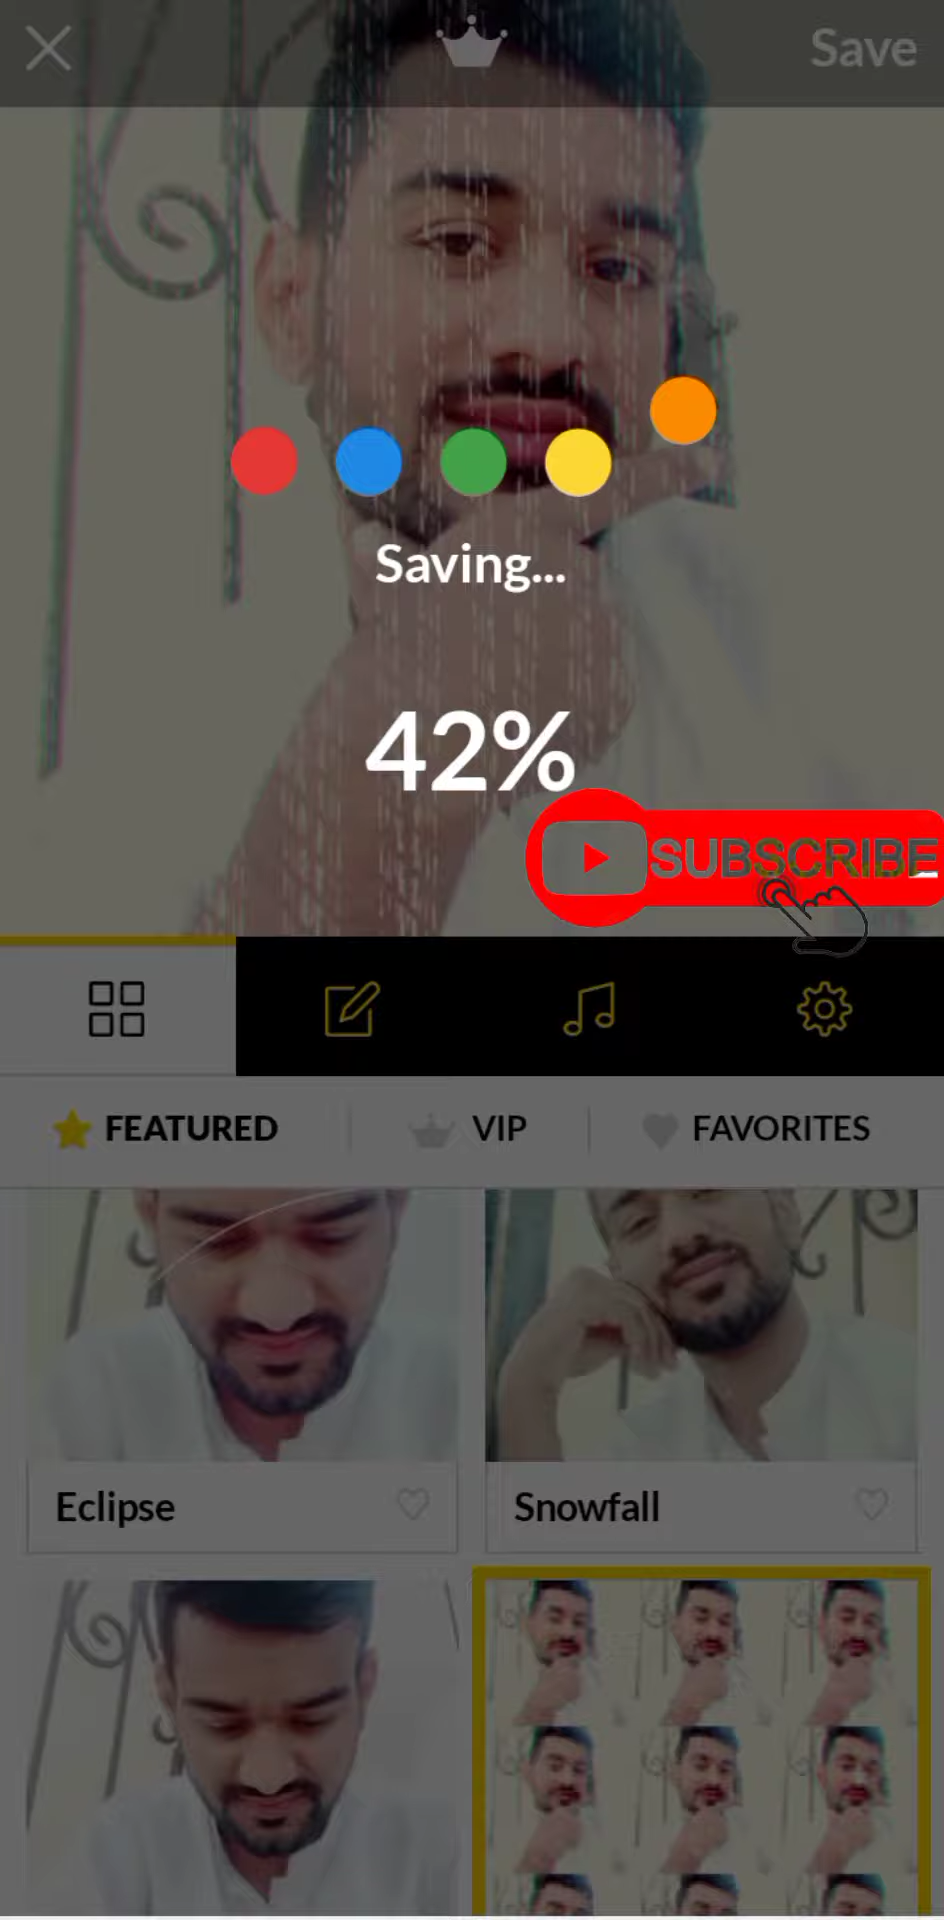 Save
Saving...
42%
SUBSCRIBE
FEATURED
VIP
FAVORITES
Eclipse
Snowfall